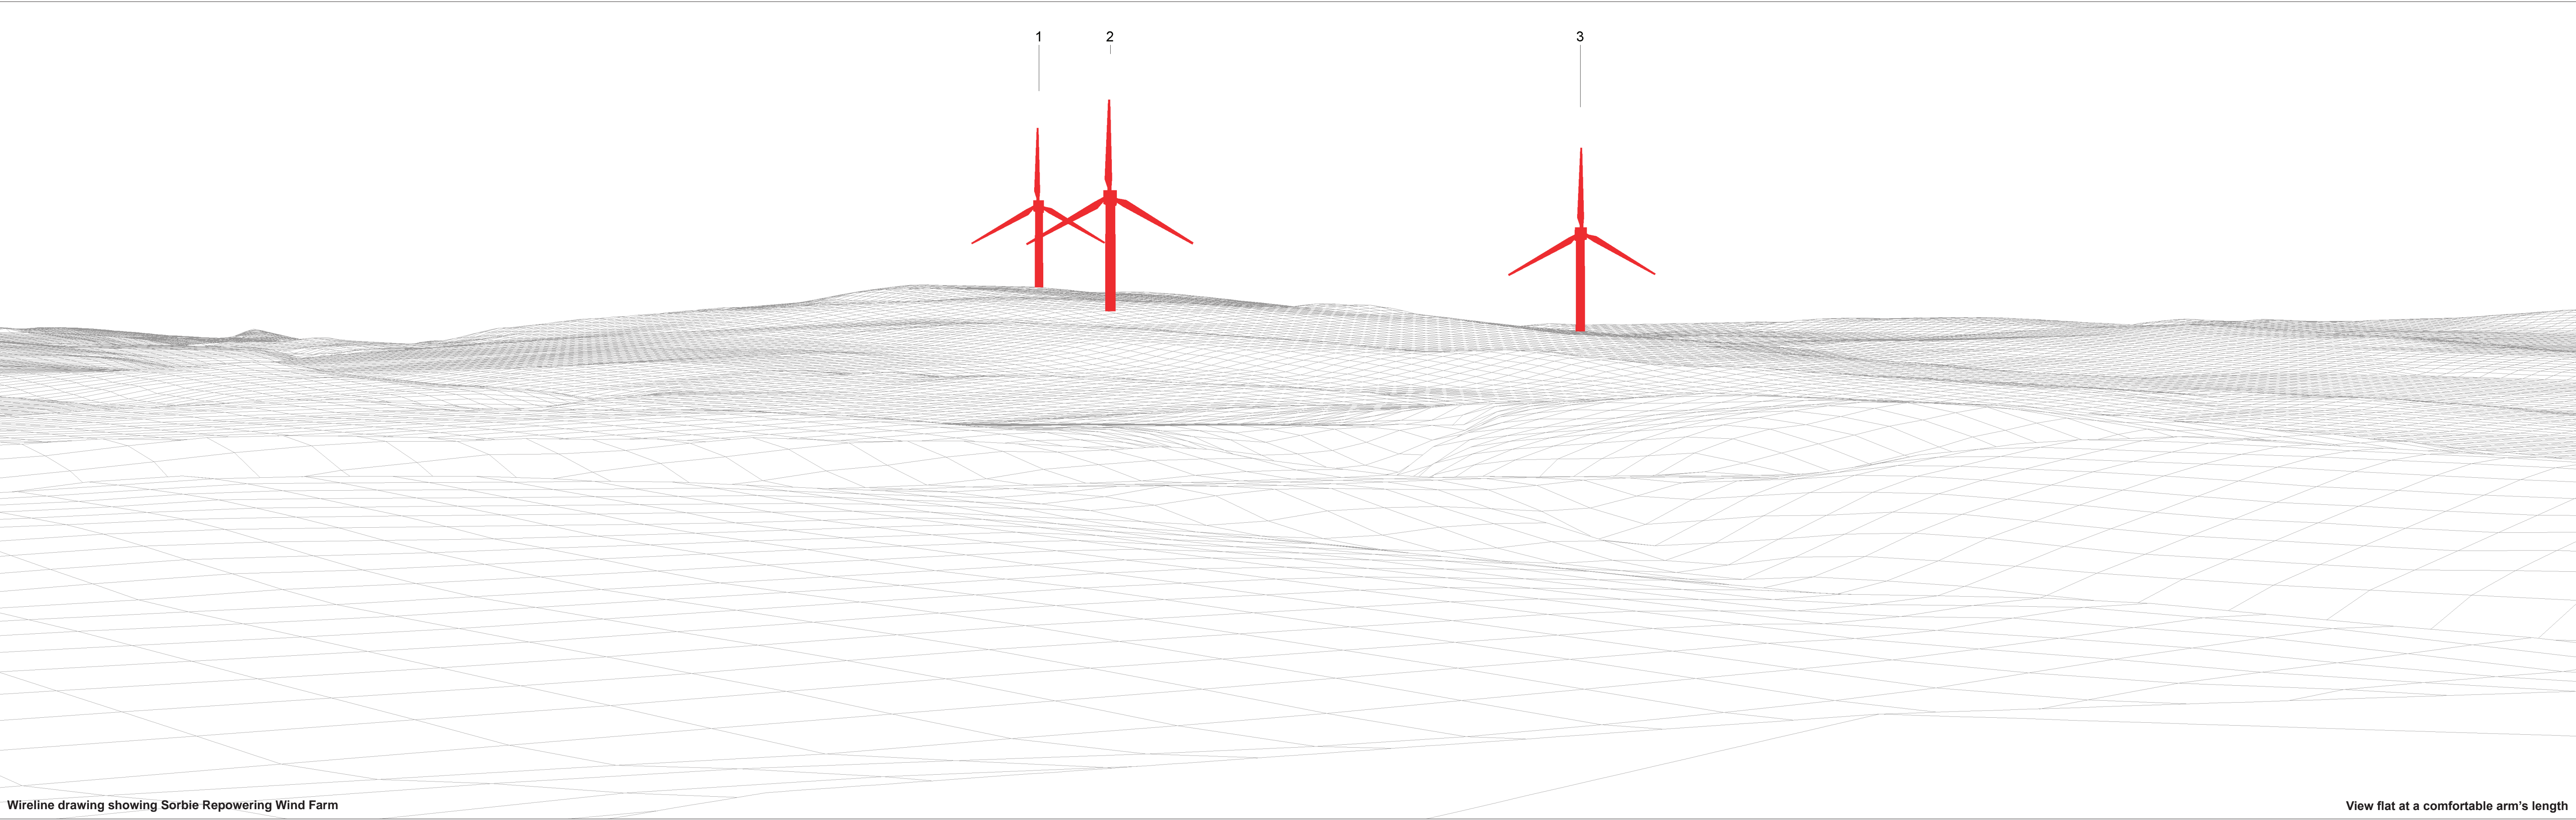 1 2 3
Wireline drawing showing Sorbie Repowering Wind Farm
View flat at a comfortable arm's length